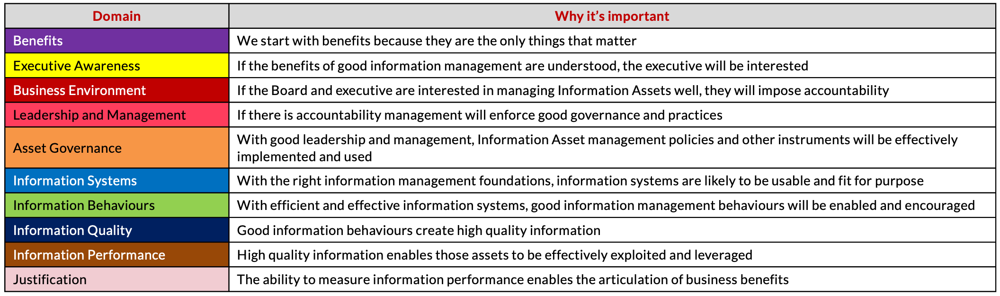 Domain
Why it’s important
Benefits
We start with benefits because they are the only things that matter
Executive Awareness
If the benefits of good information management are understood, the executive will be interested
Business Environment
If the Board and executive are interested in managing Information Assets well, they will impose accountability
Leadership and Management
If there is accountability management will enforce good governance and practices
Asset Governance
With good leadership and management, Information Asset management policies and other instruments will be effectively
implemented and used
Information Systems
With the right information management foundations, information systems are likely to be usable and fit for purpose
Information Behaviours
With efficient and effective information systems, good information management behaviours will be enabled and encouraged
Information Quality
Good information behaviours create high quality information
Information Performance
High quality information enables those assets to be effectively exploited and leveraged
Justification
The ability to measure information performance enables the articulation of business benefits